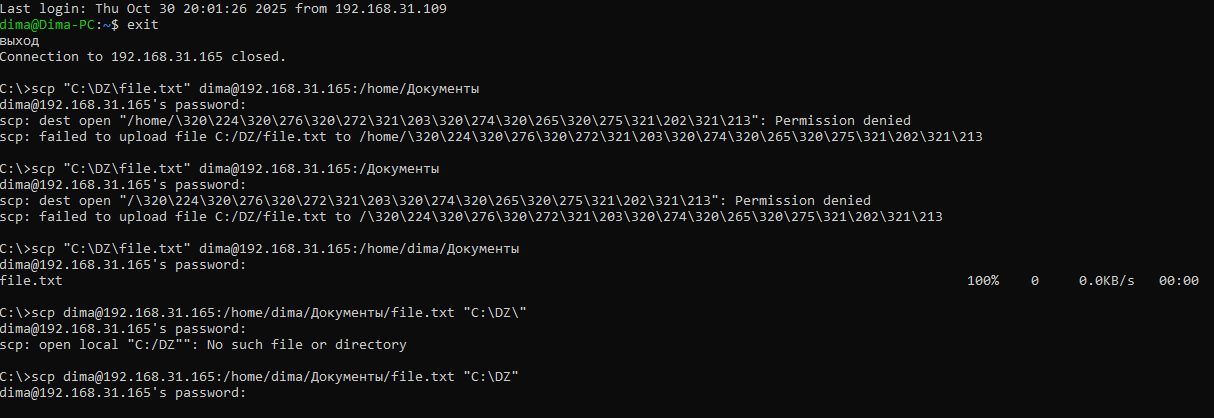 Last login: Thu Oct 30 20:01:26 2025 from 192.168.31.109
dima@Dima-PC:~$ exit
выход
Connection to 192.168.31.165 closed.
C:\>scp "C:\DZ\file.txt" dima@192.168.31.165:/home/Документы
dima@192.168.31.165's password:
scp: dest open "/home/\320\224\320\276\320\272\321\203\320\274\320\265\320\275\321\202\321\213": Permission denied
scp: failed to upload file C:/DZ/file.txt to /home/\320\224\320\276\320\272\321\203\320\274\320\265\320\275\321\202\321\213
C:\>scp "C:\DZ\file.txt" dima@192.168.31.165:/Документы
dima@192.168.31.165's password:
scp: dest open "/\320\224\320\276\320\272\321\203\320\274\320\265\320\275\321\202\321\213": Permission denied
scp: failed to upload file C:/DZ/file.txt to /\320\224\320\276\320\272\321\203\320\274\320\265\320\275\321\202\321\213
C:\>scp "C:\DZ\file.txt" dima@192.168.31.165:/home/dima/Документы
dima@192.168.31.165's password:
file.txt 100% 0 0.0KB/s 00:00
C:\>scp dima@192.168.31.165:/home/dima/Документы/file.txt "C:\DZ\"
dima@192.168.31.165's password:
scp: open local "C:/DZ"": No such file or directory
C:\>scp dima@192.168.31.165:/home/dima/Документы/file.txt "C:\DZ"
dima@192.168.31.165's password: